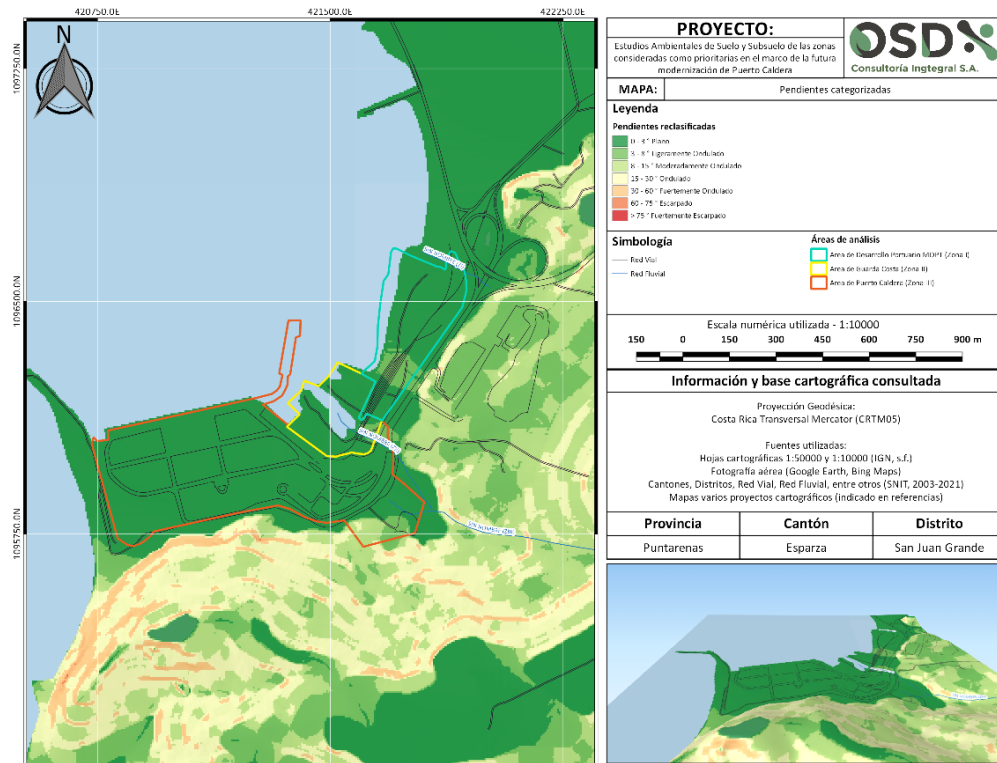 420750.0E
421500.0E
422250.0E
N
1097250.0N
1096500.0N
1095750.0N
PROYECTO:
Estudios Ambientales de Suelo y Subsuelo de las zonas
consideradas como prioritarias en el marco de la futura
modernización de Puerto Caldera
OSD
Consultoría Ingtegral S.A.
MAPA:
Pendientes categorizadas
Leyenda
Pendientes reclasificadas
0 - 3 ° Plano
3 - 8 ° Ligeramente Ondulado
8 - 15 ° Moderadamente Ondulado
15 - 30 ° Ondulado
30 - 60 ° Fuertemente Ondulado
60 - 75 ° Escarpado
> 75 ° Fuertemente Escarpado
Simbología
Red Vial
Red Fluvial
Áreas de análisis
Área de Desarrollo Portuario MOPT (Zona I)
Área de Guarda Costa (Zona II)
Área de Puerto Caldera (Zona III)
Escala numérica utilizada - 1:10000
150 0 150 300 450 600 750 900 m
Información y base cartográfica consultada
Proyección Geodésica:
Costa Rica Transversal Mercator (CRTM05)
Fuentes utilizadas:
Hojas cartográficas 1:50000 y 1:10000 (IGN, s.f.)
Fotografía aérea (Google Earth, Bing Maps)
Cantones, Distritos, Red Vial, Red Fluvial, entre otros (SNIT, 2003-2021)
Mapas varios proyectos cartográficos (indicado en referencias)
Provincia
Cantón
Distrito
Puntarenas
Esparza
San Juan Grande